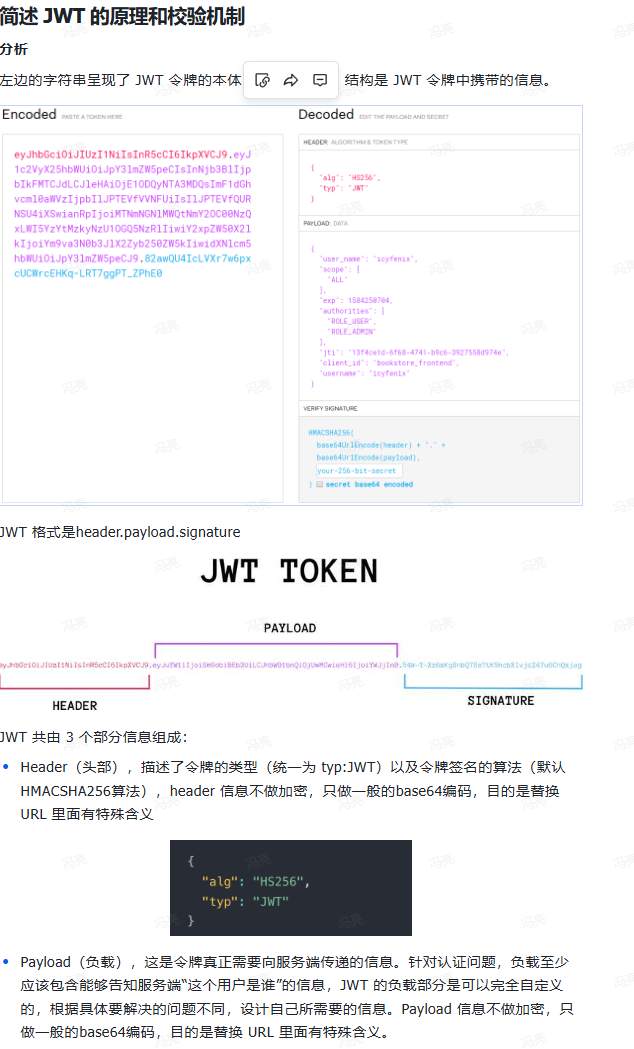 简述 JWT 的原理和校验机制
分析
左边的字符串呈现了 JWT 令牌的本体 结构是 JWT 令牌中携带的信息。
Encoded PASTE A TOKEN HERE
Decoded EDIT THE PAYLOAD AND SECRET
eyJhbGciOiJIUzI1NiIsInR5cCI6IkpXVCJ9.eyJ
HEADER: ALGORITHM & TOKEN TYPE
{
"alg": "HS256",
"typ": "JWT"
}
PAYLOAD: DATA
{
"user_name": "icyfenix",
"scope": [
"ALL"
],
"exp": 1584250704,
"authorities": [
"ROLE_USER",
"ROLE_ADMIN"
],
"client_id": "bookstore_frontend",
"username": "icyfenix"
}
VERIFY SIGNATURE
HMACSHA256(
base64UrlEncode(header) + "." +
base64UrlEncode(payload),
your-256-bit-secret
) secret base64 encoded
JWT 格式是header.payload.signature
JWT TOKEN
PAYLOAD
HEADER
SIGNATURE
JWT 共由 3 个部分信息组成：
• Header（头部），描述了令牌的类型（统一为 typ:JWT）以及令牌签名的算法（默认
HMACSHA256算法），header 信息不做加密，只做一般的base64编码，目的是替换
URL 里面有特殊含义
{
"alg": "HS256",
"typ": "JWT"
}
• Payload（负载），这是令牌真正需要向服务端传递的信息。针对认证问题，负载至少
应该包含能够告知服务端“这个用户是谁”的信息，JWT 的负载部分是可以完全自定义
的，根据具体要解决的问题不同，设计自己所需要的信息。Payload 信息不做加密，只
做一般的base64编码，目的是替换 URL 里面有特殊含义。
冯亮